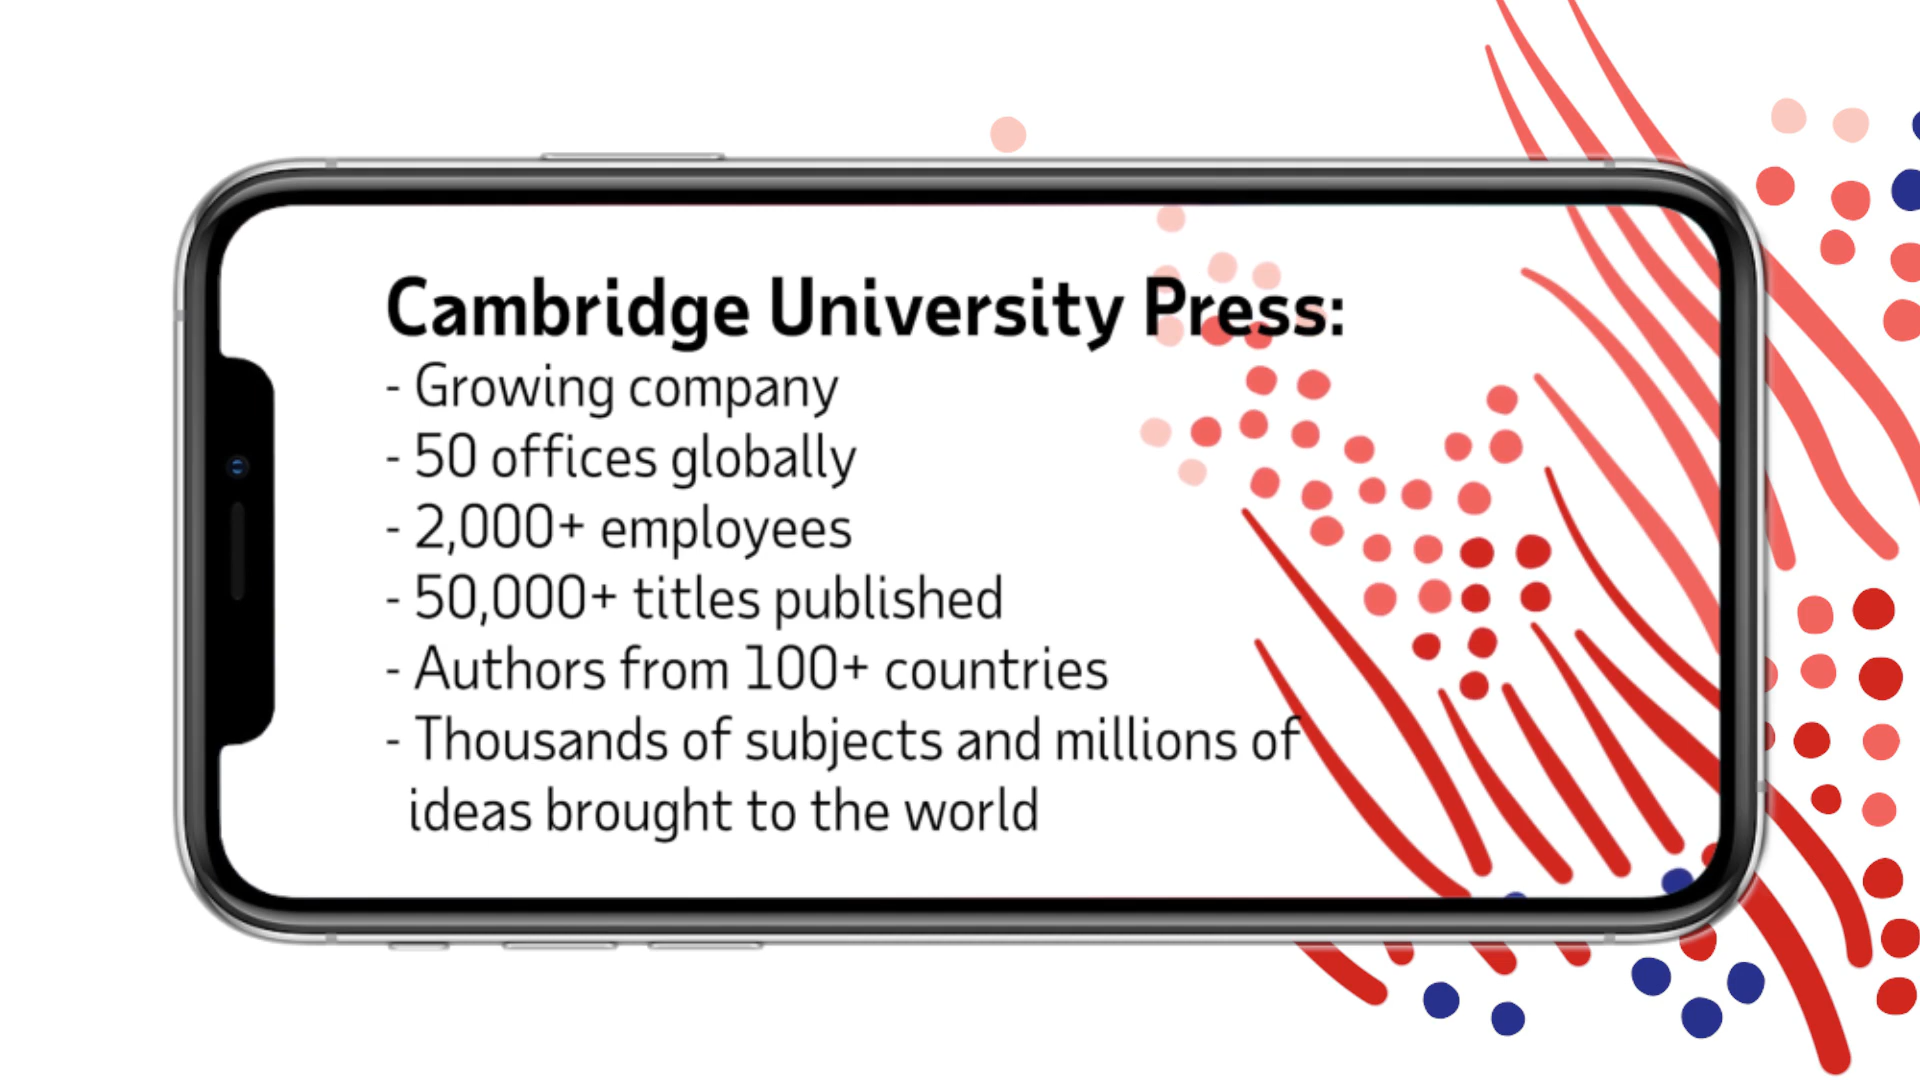 Cambridge University Press:
- Growing company
- 50 offices globally
- 2,000+ employees
- 50,000+ titles published
- Authors from 100+ countries
- Thousands of subjects and millions of
ideas brought to the world